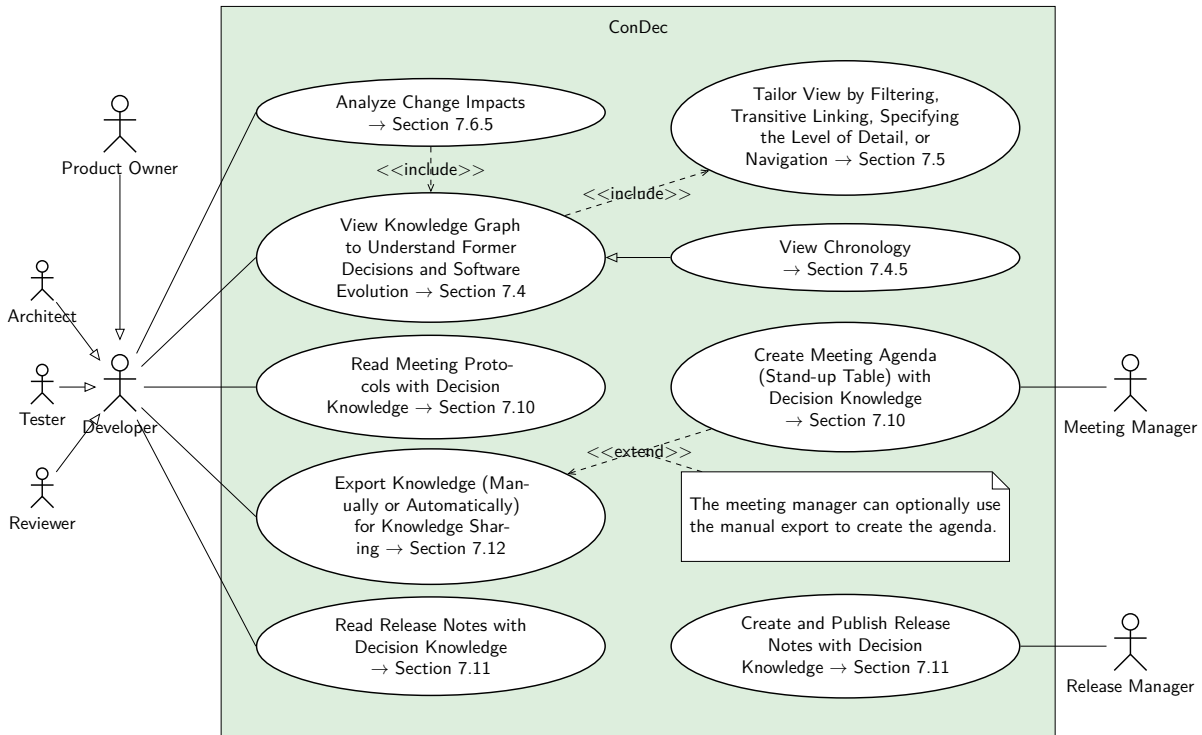 ConDec
Product Owner
Architect
Tester
Developer
Reviewer
Analyze Change Impacts
→ Section 7.6.5
<<include>>
View Knowledge Graph
to Understand Former
Decisions and Software
Evolution → Section 7.4
<<include>>
Tailor View by Filtering,
Transitive Linking, Specifying
the Level of Detail, or
Navigation → Section 7.5
View Chronology
→ Section 7.4.5
Read Meeting Proto-
cols with Decision
Knowledge → Section 7.10
Create Meeting Agenda
(Stand-up Table) with
Decision Knowledge
→ Section 7.10
Meeting Manager
<<extend>>
Export Knowledge (Man-
ually or Automatically)
for Knowledge Shar-
ing → Section 7.12
The meeting manager can optionally use
the manual export to create the agenda.
Read Release Notes with
Decision Knowledge
→ Section 7.11
Create and Publish Release
Notes with Decision
Knowledge → Section 7.11
Release Manager